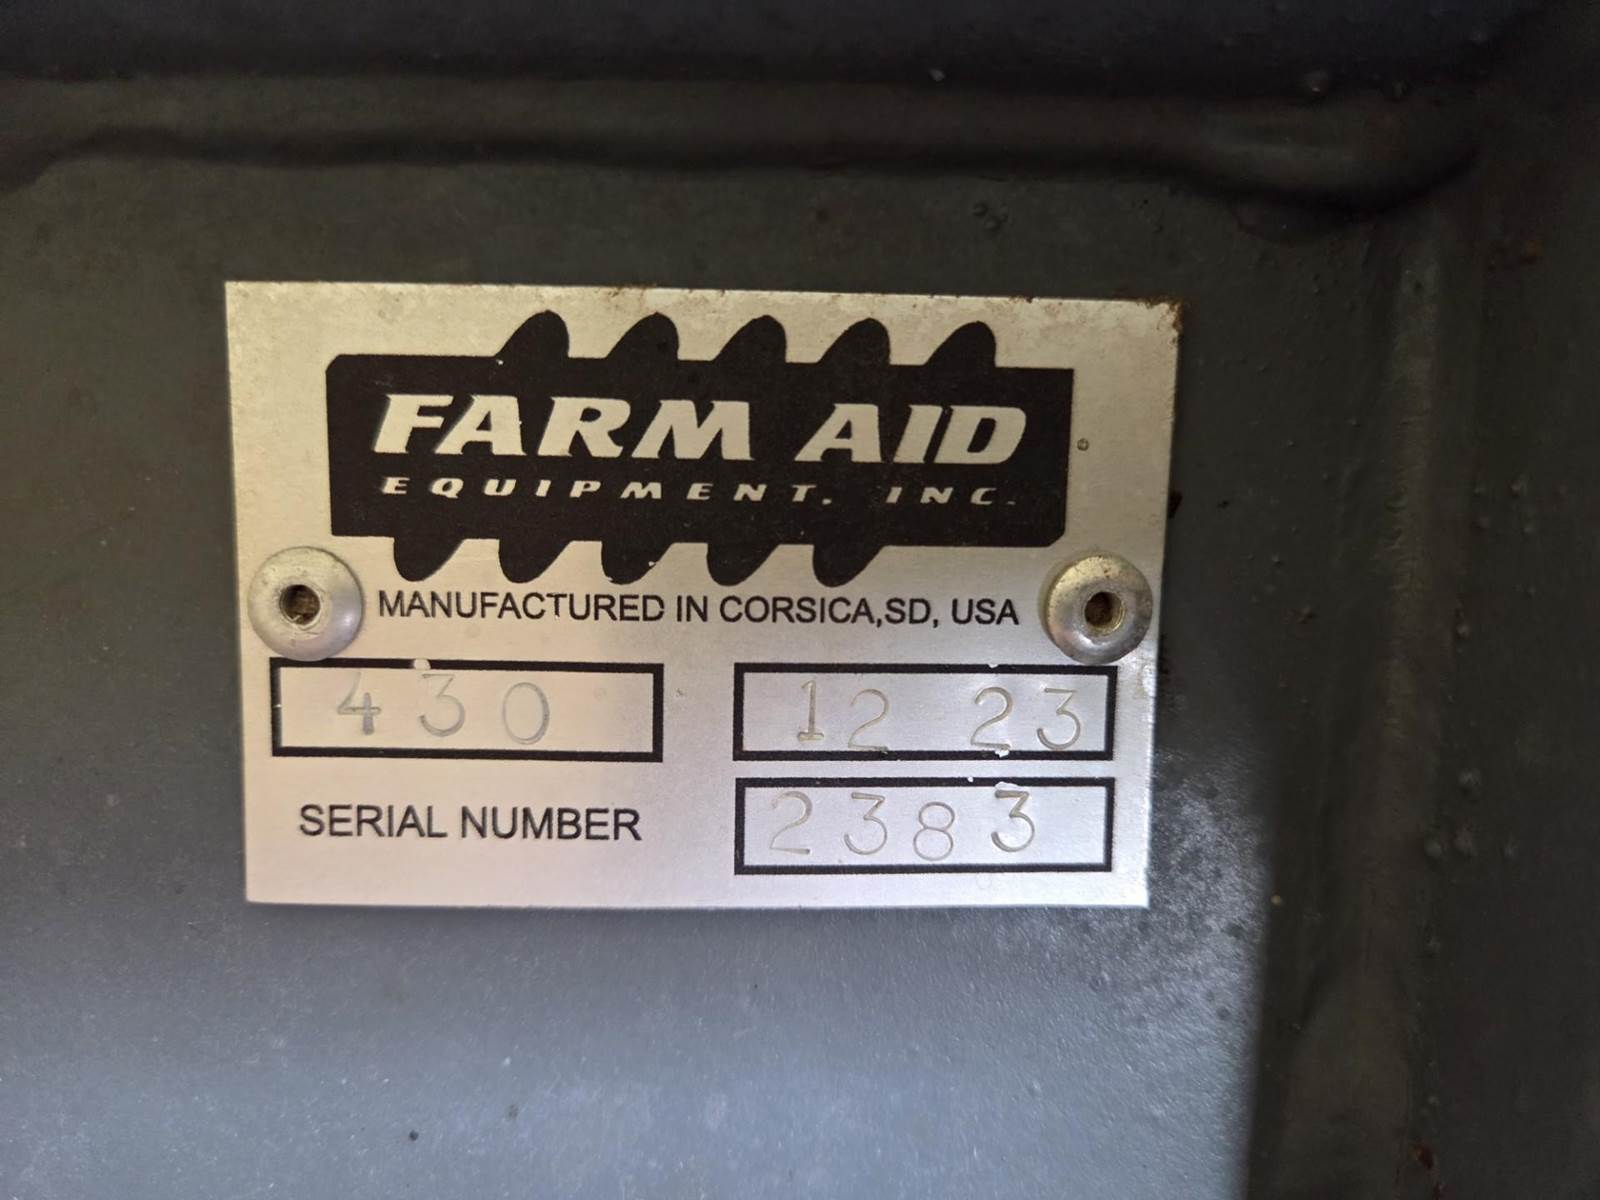 FARM AID
EQUIPMENT, INC.
MANUFACTURED IN CORSICA,SD, USA
430 12 23
SERIAL NUMBER 2383